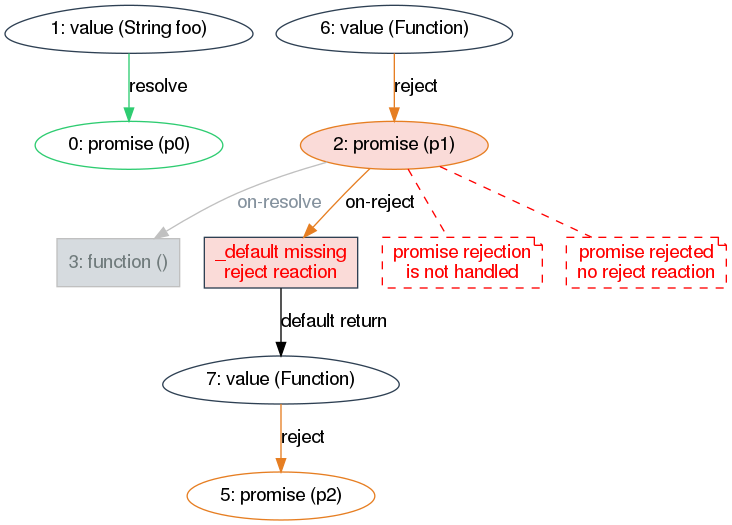 1: value (String foo)
6: value (Function)
resolve
reject
0: promise (p0)
2: promise (p1)
on-resolve
on-reject
3: function ()
_default missing
reject reaction
promise rejection
is not handled
promise rejected
no reject reaction
default return
7: value (Function)
reject
5: promise (p2)